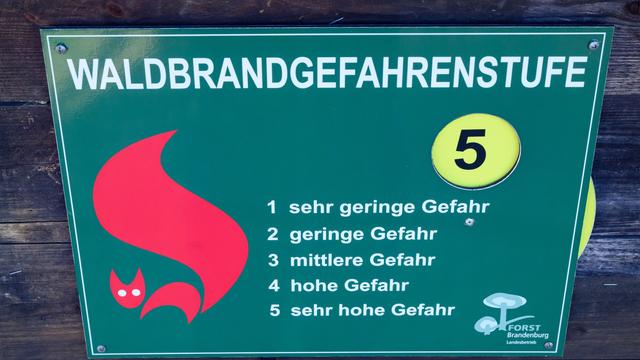 WALDBRANDGEFAHRENSTUFE
5
1 sehr geringe Gefahr
2 geringe Gefahr
3 mittlere Gefahr
4 hohe Gefahr
5 sehr hohe Gefahr
FORST
Brandenburg
Landesbetrieb